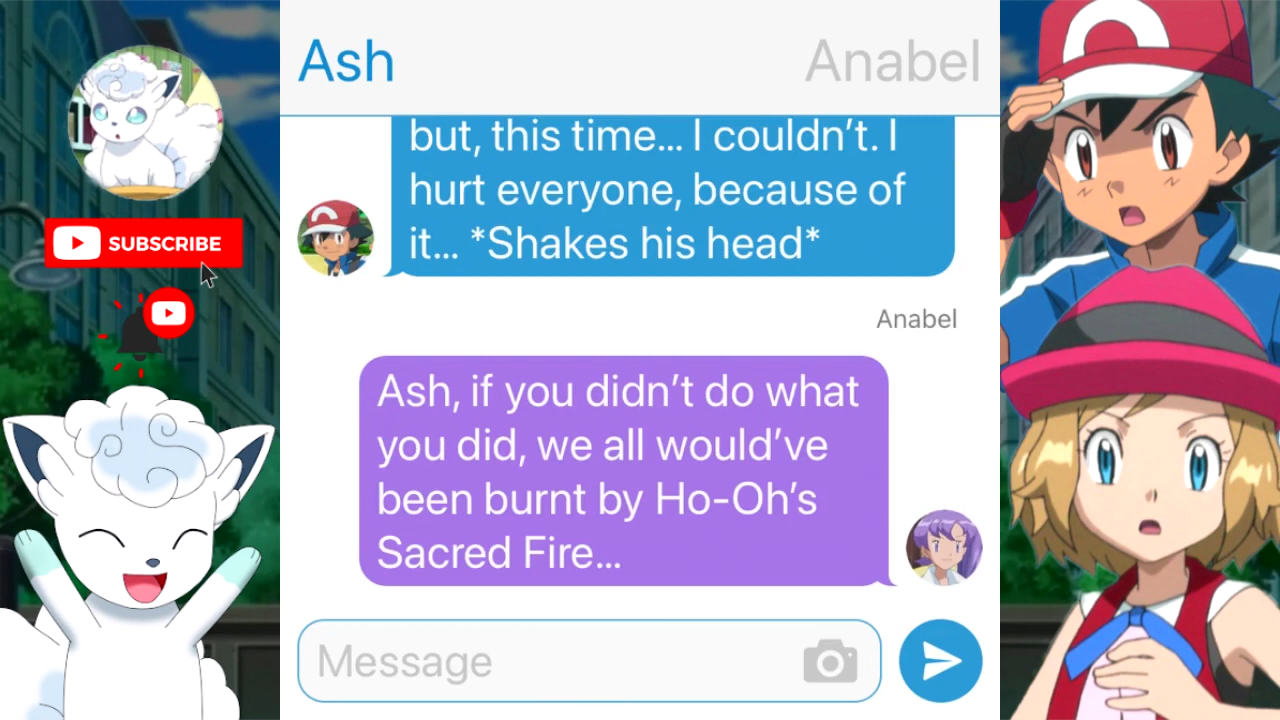 Ash
Anabel
but, this time... I couldn't. I
hurt everyone, because of
it... *Shakes his head*
Anabel
Ash, if you didn't do what
you did, we all would've
been burnt by Ho-Oh's
Sacred Fire...
Message
SUBSCRIBE